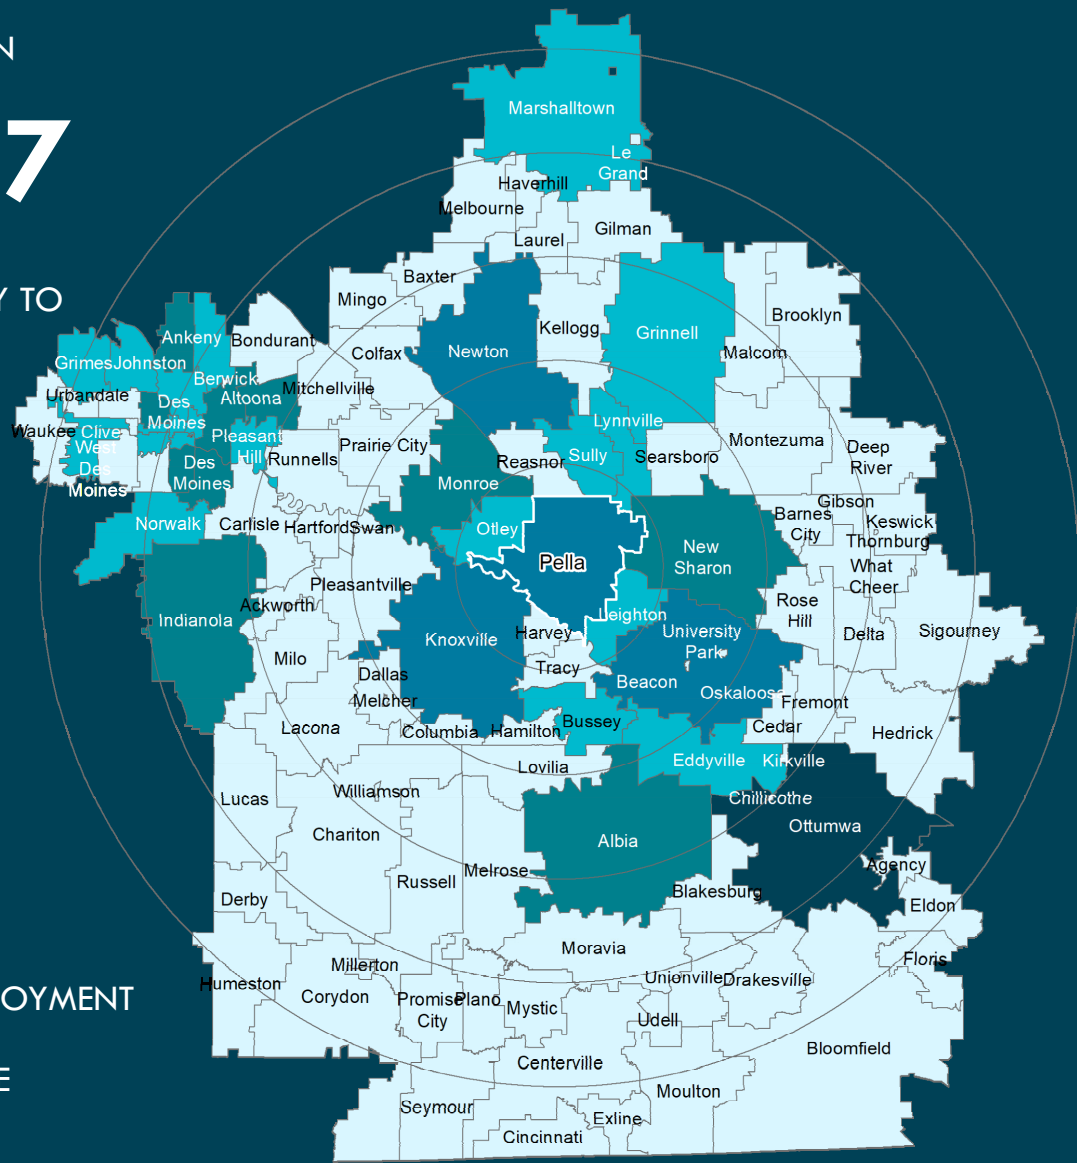 N
7
Y TO
Marshalltown
Le
Grand
Haverhill
Melbourne
Gilman
Laurel
Baxter
Mingo
Brooklyn
Kellogg
Grinnell
Ankeny
Bondurant
Newton
Malcom
Colfax
Grimes
Johnston
Berwick
Mitchellville
Urbandale
Altoona
Des
Moines
Lynnville
Waukee
Clive
Pleasant
Hill
Montezuma
Prairie City
West
Des
Moines
Deep
River
Runnells
Reasnor
Sully
Searsboro
Des
Moines
Monroe
Gibson
Norwalk
Carlisle
Hartford
Swan
Otley
Barnes
City
Keswick
Thornburg
New
Sharon
Pella
What
Cheer
Pleasantville
Ackworth
Rose
Hill
Indianola
Leighton
University
Park
Knoxville
Harvey
Delta
Sigourney
Milo
Tracy
Dallas
Beacon
Oskaloosa
Melcher
Fremont
Lacona
Columbia
Hamilton
Bussey
Cedar
Hedrick
Lovilia
Eddyville
Kirkville
Lucas
Williamson
Chillicothe
Chariton
Albia
Ottumwa
Russell
Melrose
Agency
Derby
Blakesburg
Eldon
Moravia
Floris
Millerton
Humeston
Unionville
Drakesville
Corydon
Promise
City
Plano
Mystic
Udell
OYMENT
Bloomfield
Centerville
E
Moulton
Seymour
Exline
Cincinnati